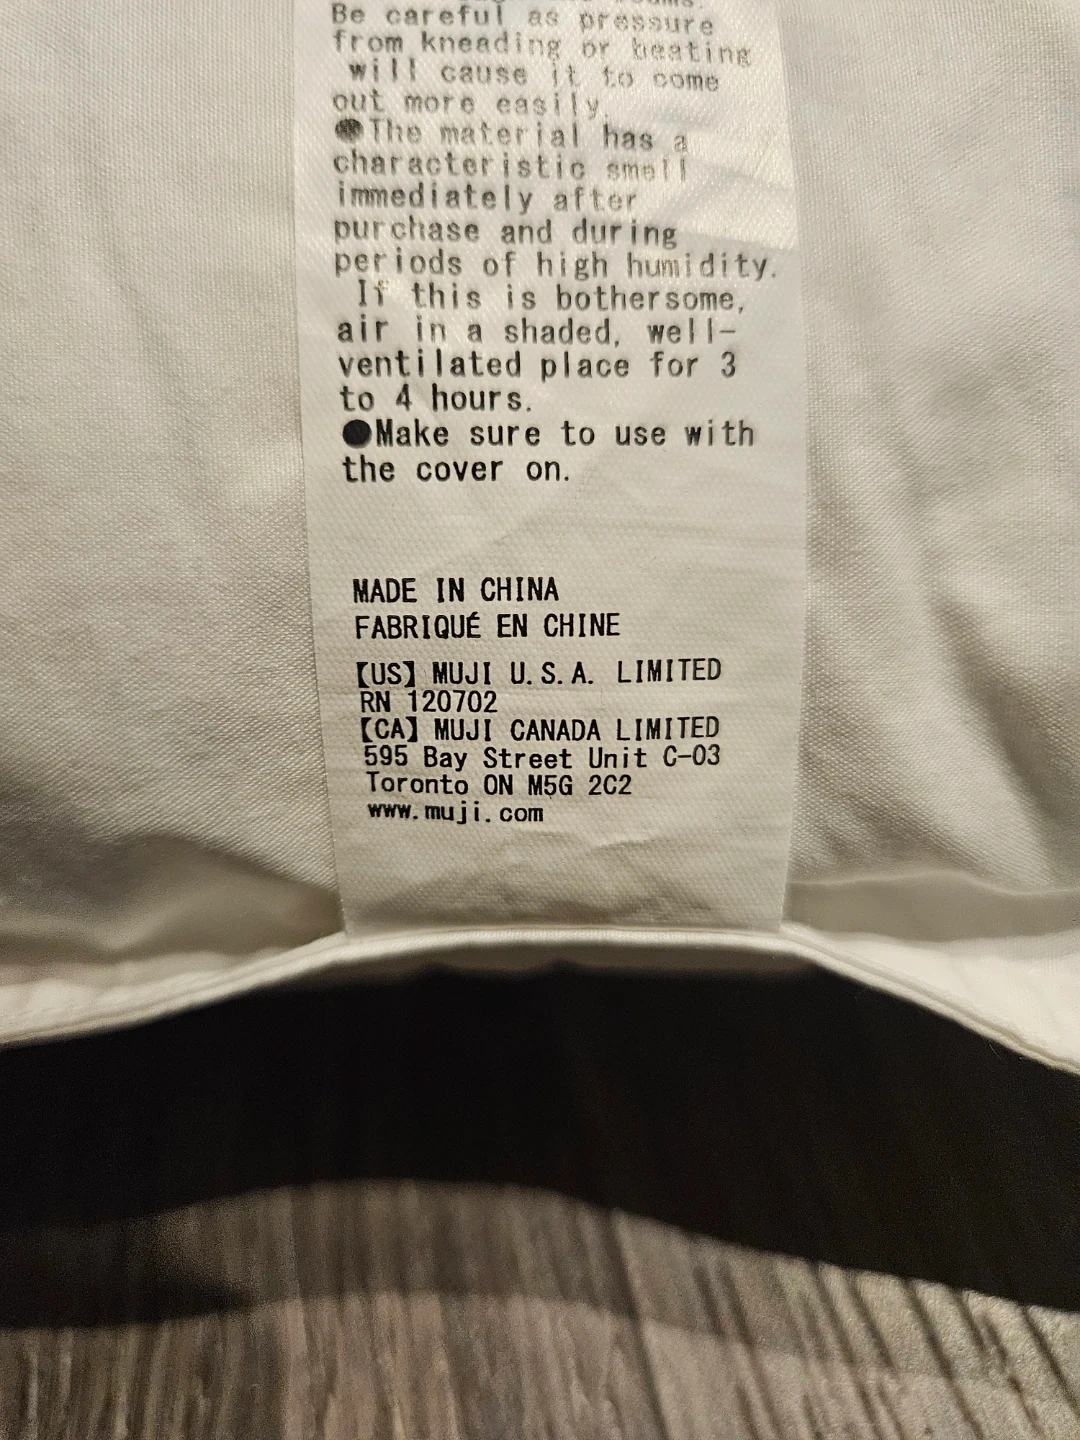 Be careful as pressure
from kneading or beating
will cause it to come
out more easily.
●The material has a
characteristic smell
immediately after
purchase and during
periods of high humidity.
If this is bothersome,
air in a shaded, well-
ventilated place for 3
to 4 hours.
●Make sure to use with
the cover on.
MADE IN CHINA
FABRIQUÉ EN CHINE
【US】 MUJI U.S.A. LIMITED
RN 120702
【CA】 MUJI CANADA LIMITED
595 Bay Street Unit C-03
Toronto ON M5G 2C2
www.muji.com